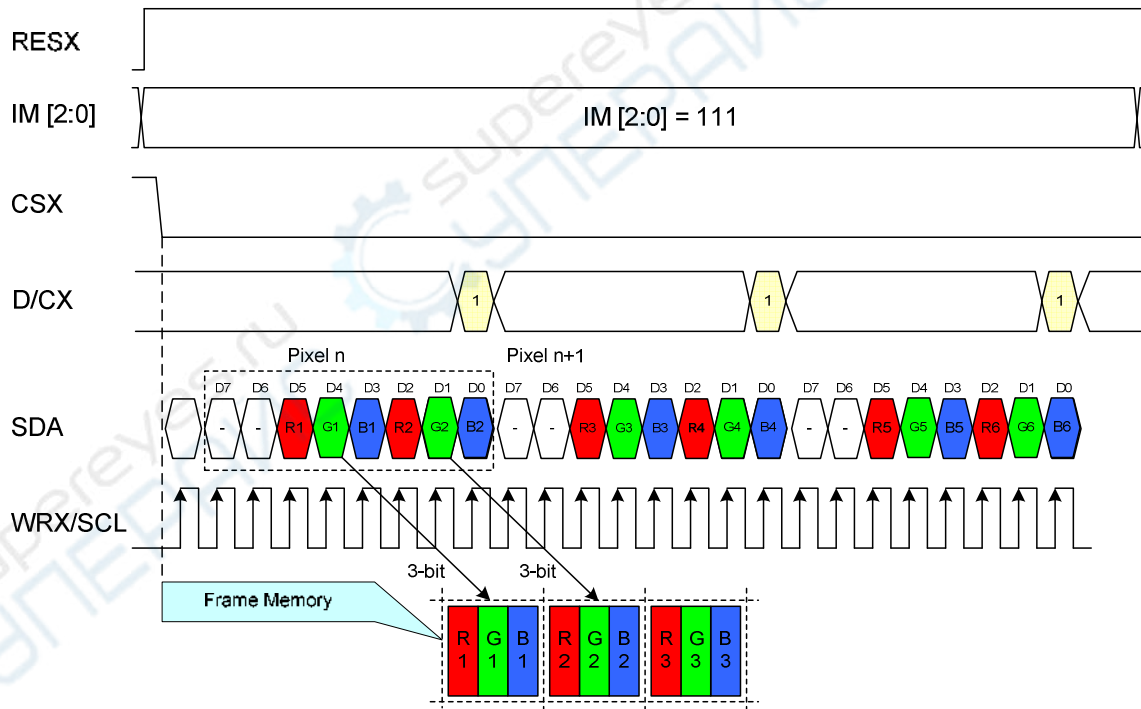 RESX
IM [2:0]
IM [2:0] = 111
CSX
D/CX
1 1 1
Pixel n Pixel n+1
D7 D6 D5 D4 D3 D2 D1 D0 D7 D6 D5 D4 D3 D2 D1 D0 D7 D6 D5 D4 D3 D2 D1 D0
SDA
- - R1 G1 B1 R2 G2 B2 - - R3 G3 B3 R4 G4 B4 - - R5 G5 B5 R6 G6 B6
WRX/SCL
3-bit 3-bit
Frame Memory
R G B R G B R G B
1 1 1 2 2 2 3 3 3
supereyes.ru
УПЕРАЙС